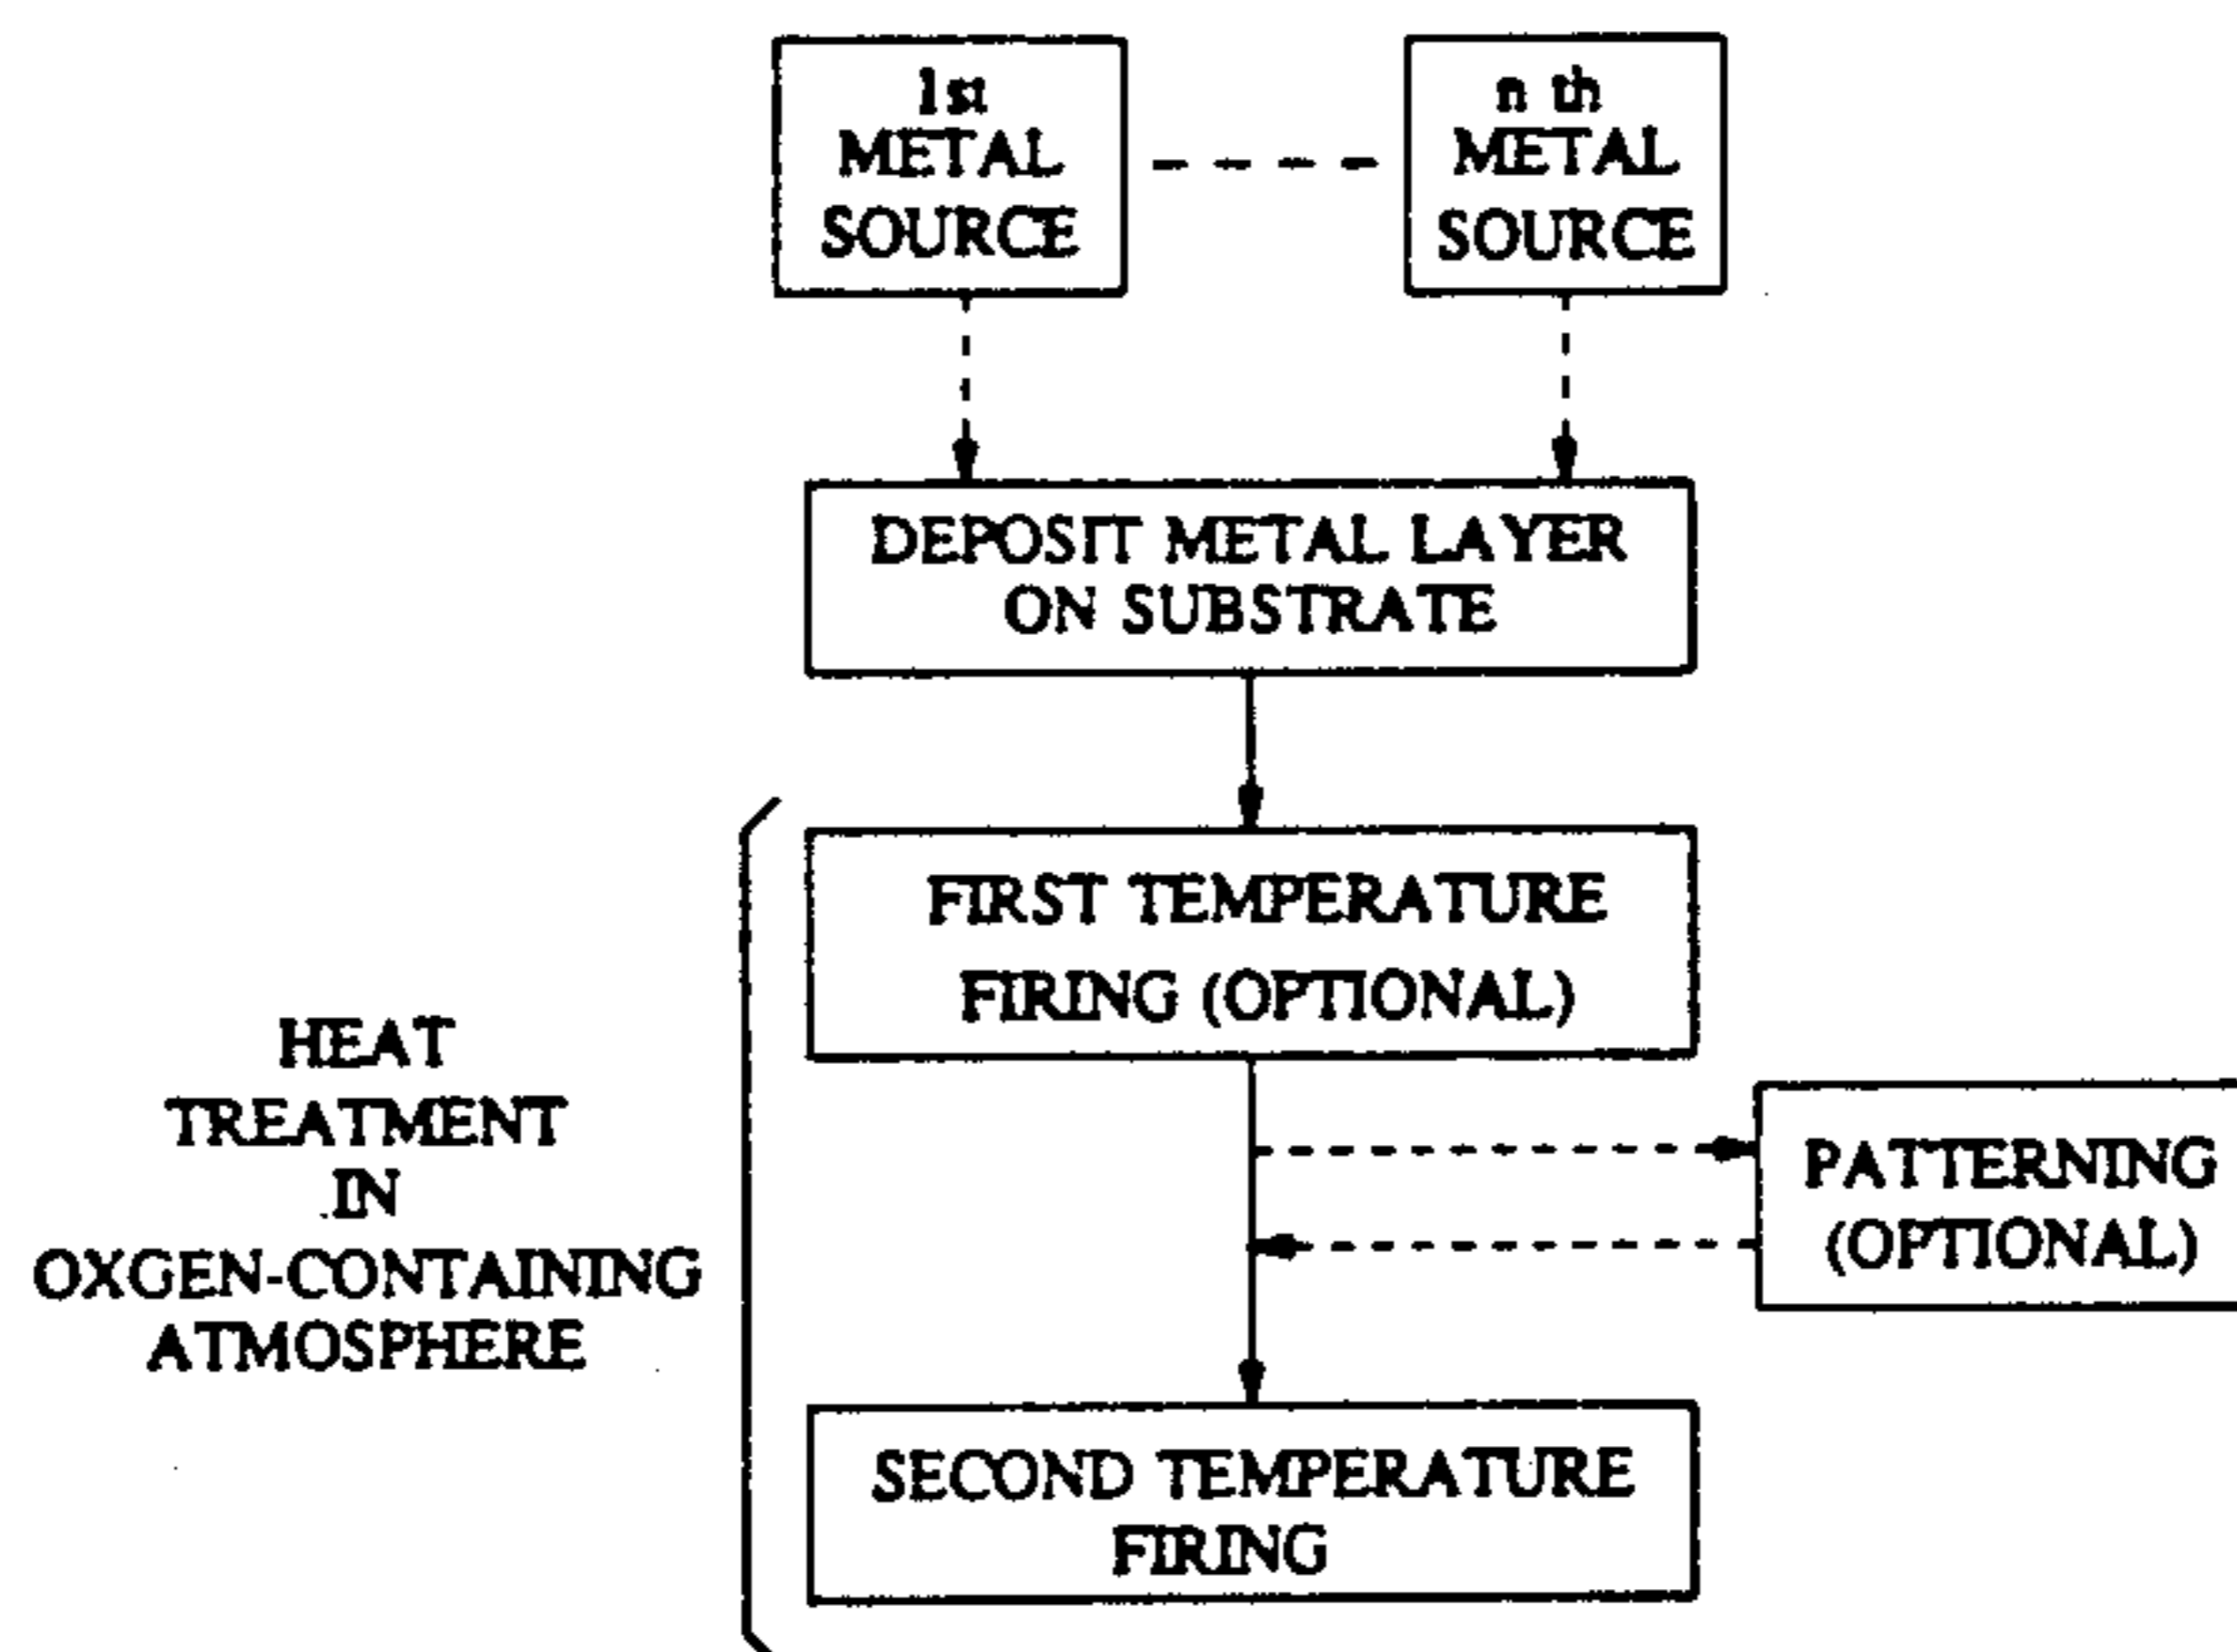 1st
METAL
SOURCE
n th
METAL
SOURCE
DEPOSIT METAL LAYER
ON SUBSTRATE
FIRST TEMPERATURE
FIRING (OPTIONAL)
HEAT
TREATMENT
IN
OXGEN-CONTAINING
ATMOSPHERE
PATTERNING
(OPTIONAL)
SECOND TEMPERATURE
FIRING